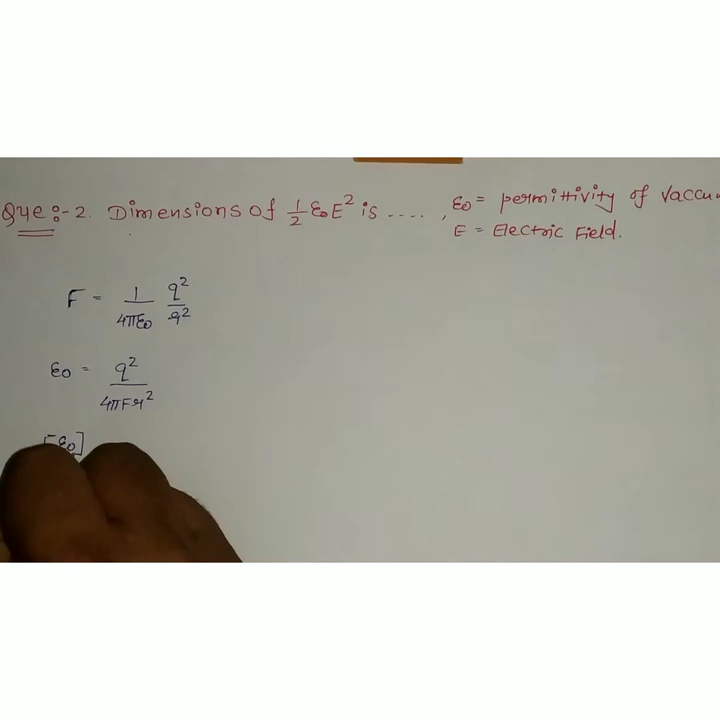 Que :- 2. Dimensions of 1/2 ε0E² is .... , ε0 = permittivity of
E = Electric Field.
F = 1/4πε0 q²/r²
ε0 = q²/4πFr²
[ε0]